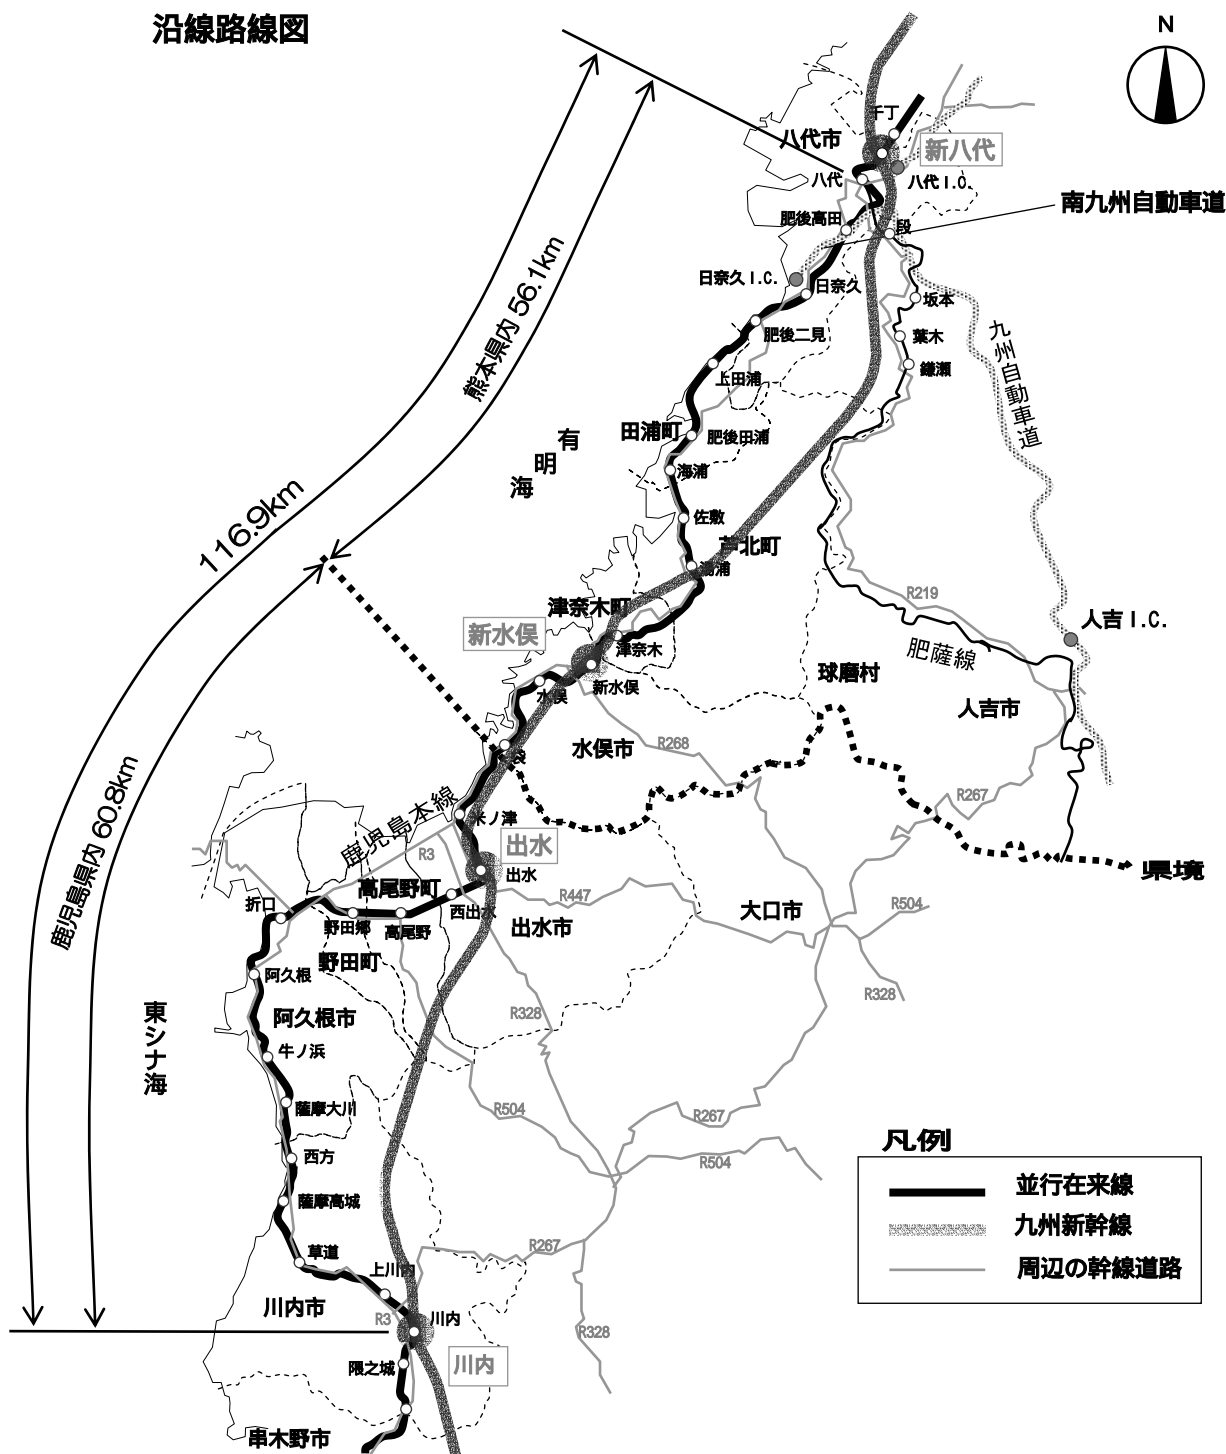 沿線路線図
N
千丁
八代市
新八代
八代
八代I.C.
南九州自動車道
肥後高田
段
日奈久I.C.
日奈久
坂本
肥後二見
葉木
九州自動車道
鎌瀬
上田浦
熊本県内 56.1km
田浦町
肥後田浦
有明海
海浦
116.9km
佐敷
芦北町
湯浦
R219
津奈木町
新水俣
津奈木
人吉I.C.
肥薩線
球磨村
新水俣
水俣
人吉市
水俣市
R268
袋
鹿児島県内 60.8km
R267
鹿児島本線
米ノ津
R3
出水
出水
県境
高尾野町
R447
折口
西出水
大口市
R504
野田郷
高尾野
出水市
野田町
阿久根
R328
東シナ海
阿久根市
R328
牛ノ浜
薩摩大川
R504
R267
凡例
西方
R504
並行在来線
薩摩高城
九州新幹線
草道
R267
周辺の幹線道路
上川内
川内市
R3
川内
R328
隈之城
川内
串木野市